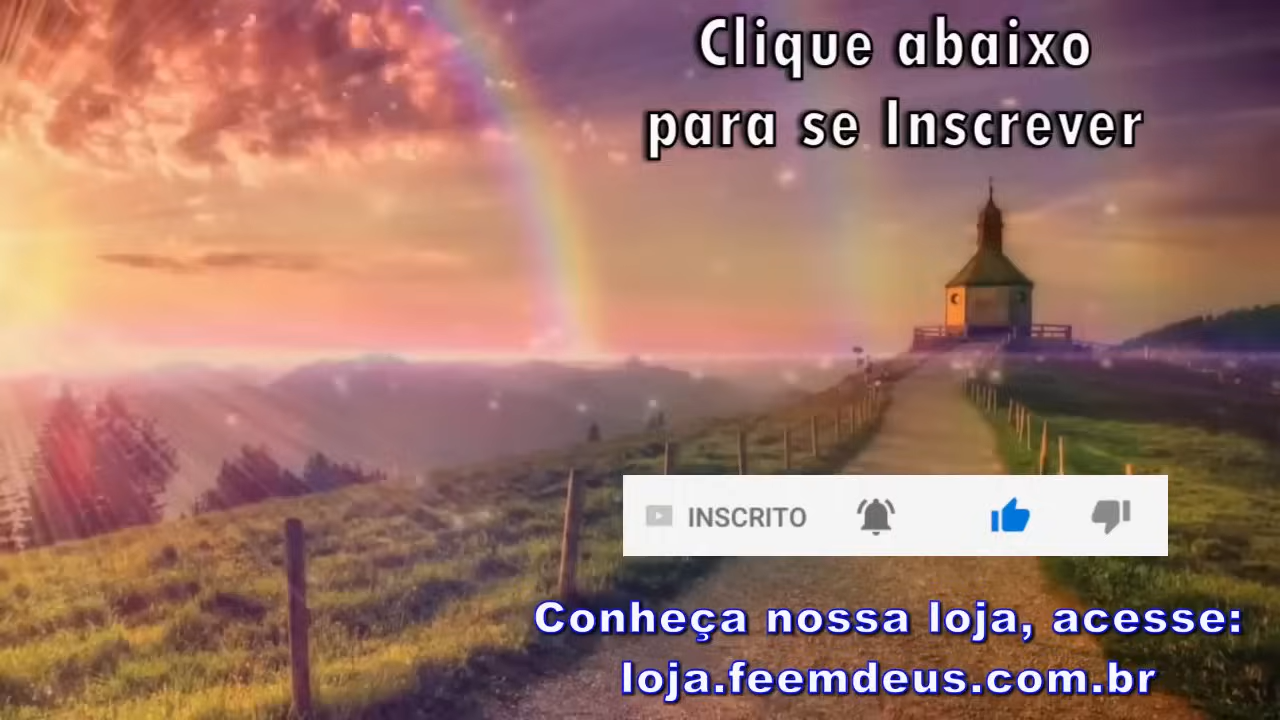 Clique abaixo
para se Inscrever
INSCRITO
Conheça nossa loja, acesse:
loja.feemdeus.com.br